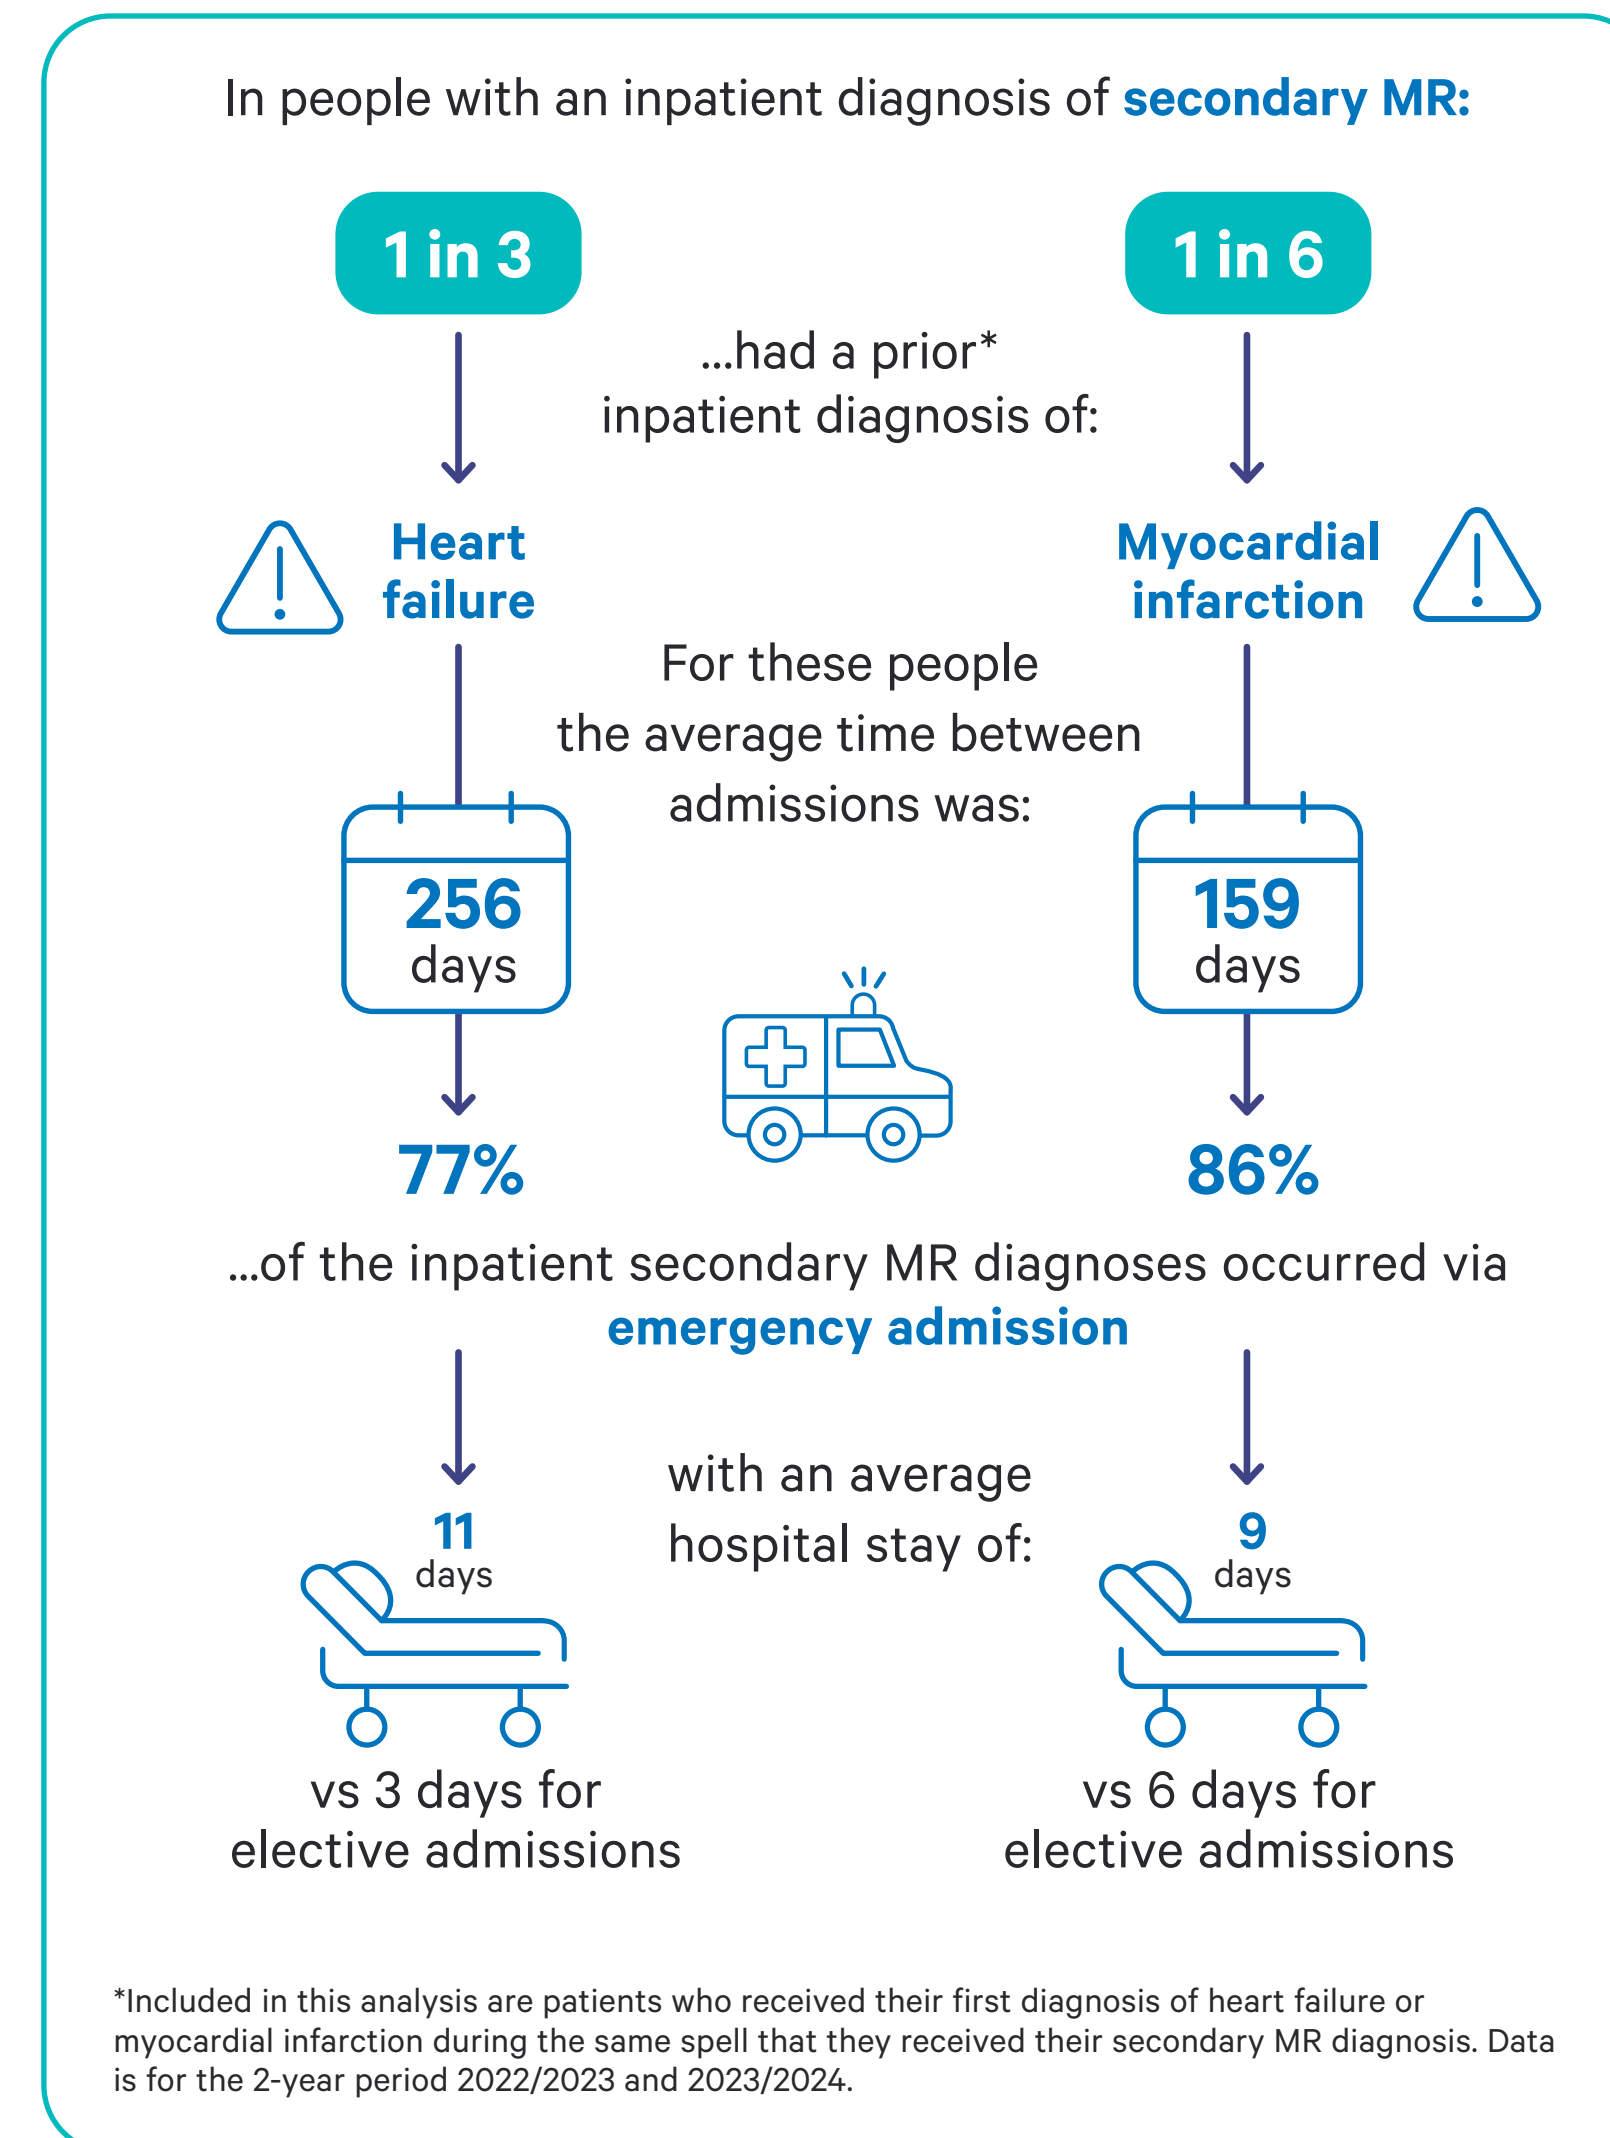 In people with an inpatient diagnosis of secondary MR:
1 in 3
1 in 6
...had a prior*
inpatient diagnosis of:
Heart
failure
Myocardial
infarction
For these people
the average time between
admissions was:
256
days
159
days
77%
86%
...of the inpatient secondary MR diagnoses occurred via
emergency admission
with an average
hospital stay of:
11
days
9
days
vs 3 days for
elective admissions
vs 6 days for
elective admissions
*Included in this analysis are patients who received their first diagnosis of heart failure or
myocardial infarction during the same spell that they received their secondary MR diagnosis. Data
is for the 2-year period 2022/2023 and 2023/2024.